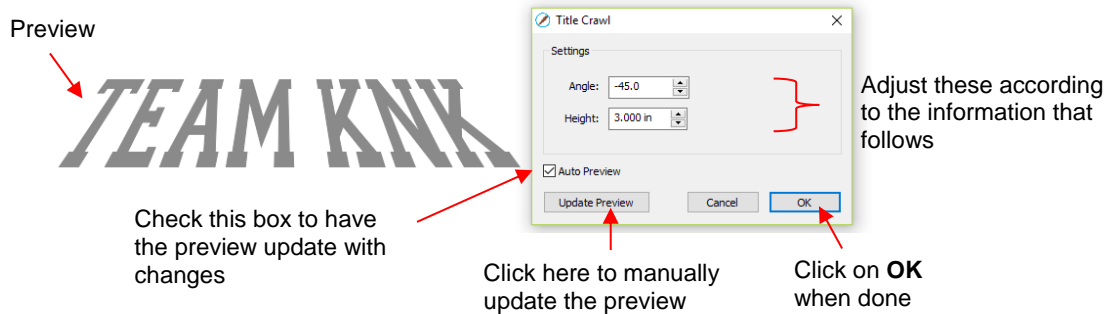 Preview
TEAM KNK
Title Crawl
Settings
Angle: -45.0
Height: 3.000 in
Adjust these according
to the information that
follows
Auto Preview
Update Preview Cancel OK
Check this box to have
the preview update with
changes
Click here to manually
update the preview
Click on OK
when done